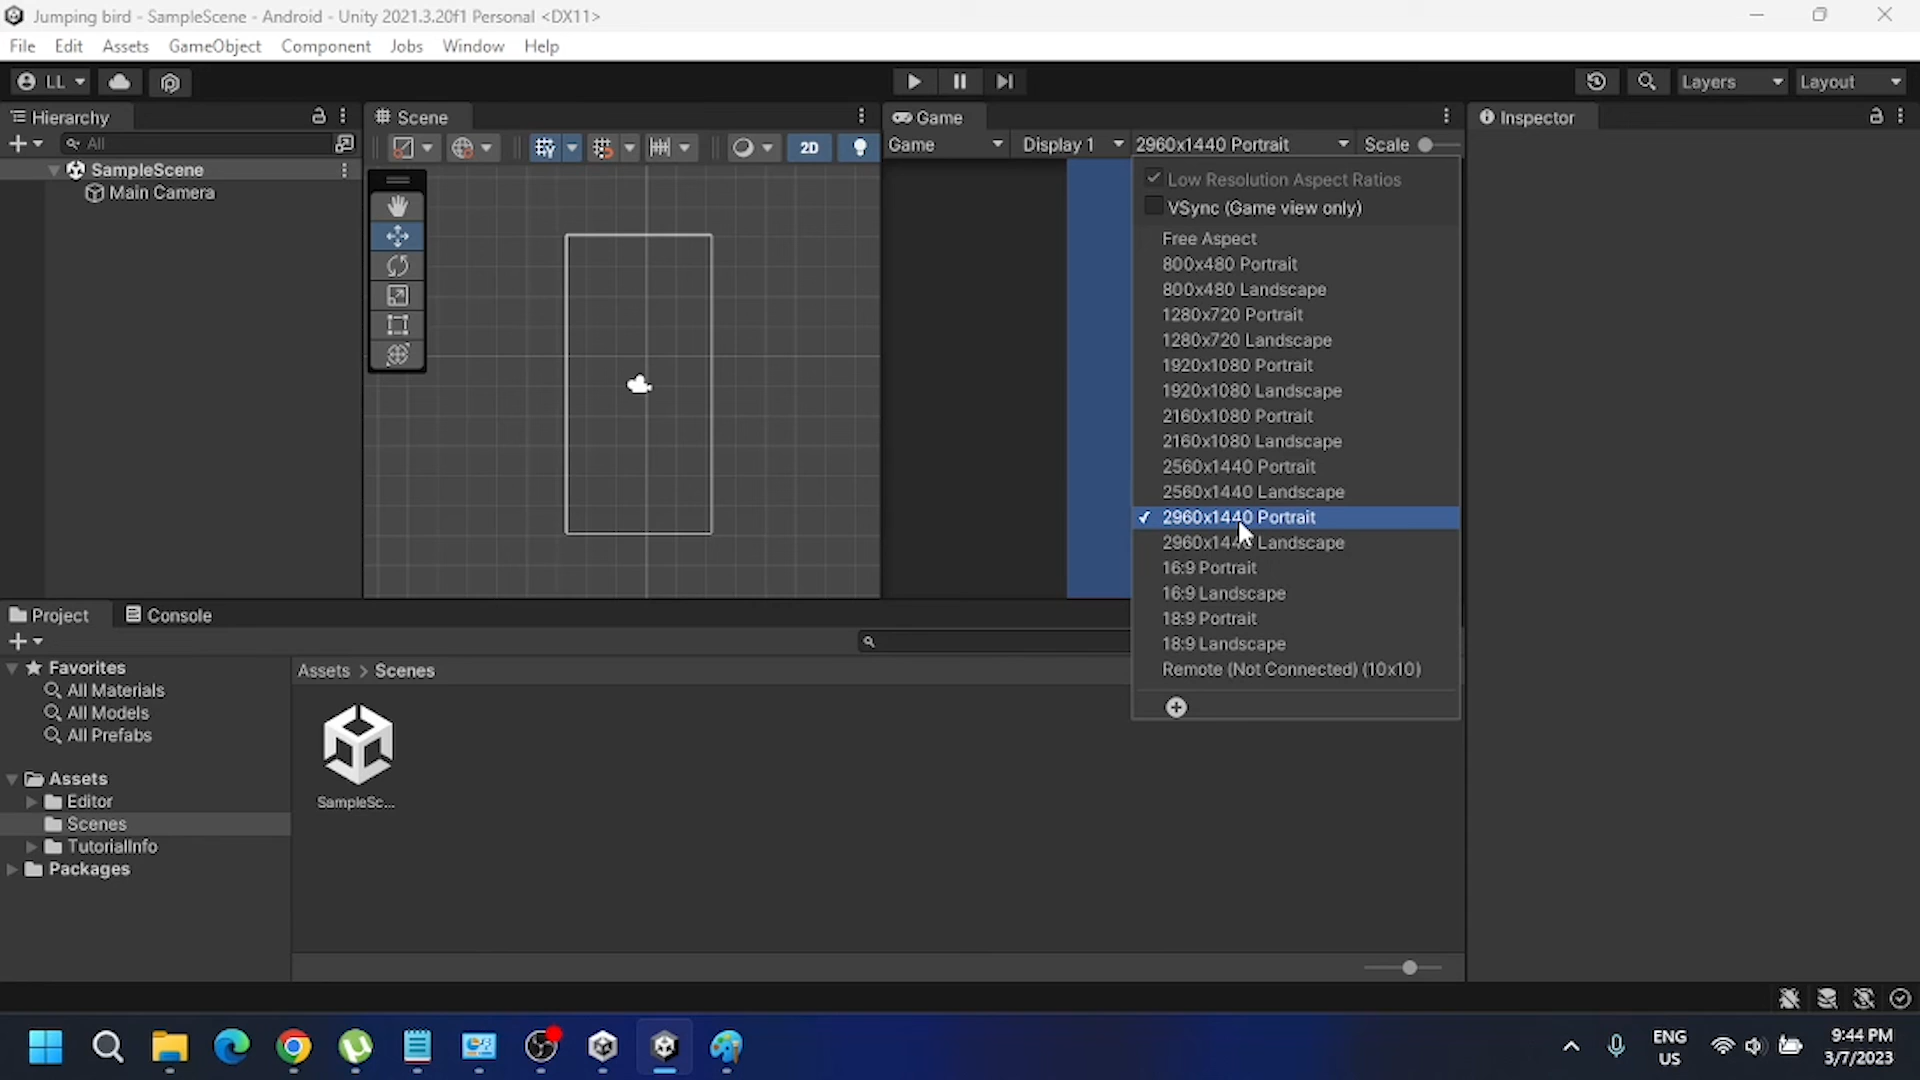 Jumping bird - SampleScene - Android - Unity 2021.3.20f1 Personal <DX11>
File Edit Assets GameObject Component Jobs Window Help
LL Layers Layout
Hierarchy Scene Game Inspector
All 2D Game Display 1 2960x1440 Portrait Scale
SampleScene
Main Camera
Low Resolution Aspect Ratios
VSync (Game view only)
Free Aspect
800x480 Portrait
800x480 Landscape
1280x720 Portrait
1280x720 Landscape
1920x1080 Portrait
1920x1080 Landscape
2160x1080 Portrait
2160x1080 Landscape
2560x1440 Portrait
2560x1440 Landscape
2960x1440 Portrait
2960x1440 Landscape
16:9 Portrait
16:9 Landscape
18:9 Portrait
18:9 Landscape
Remote (Not Connected) (10x10)
Project Console
Favorites
All Materials
All Models
All Prefabs
Assets
Editor
Scenes
TutorialInfo
Packages
Assets > Scenes
SampleSc...
ENG
US
9:44 PM
3/7/2023